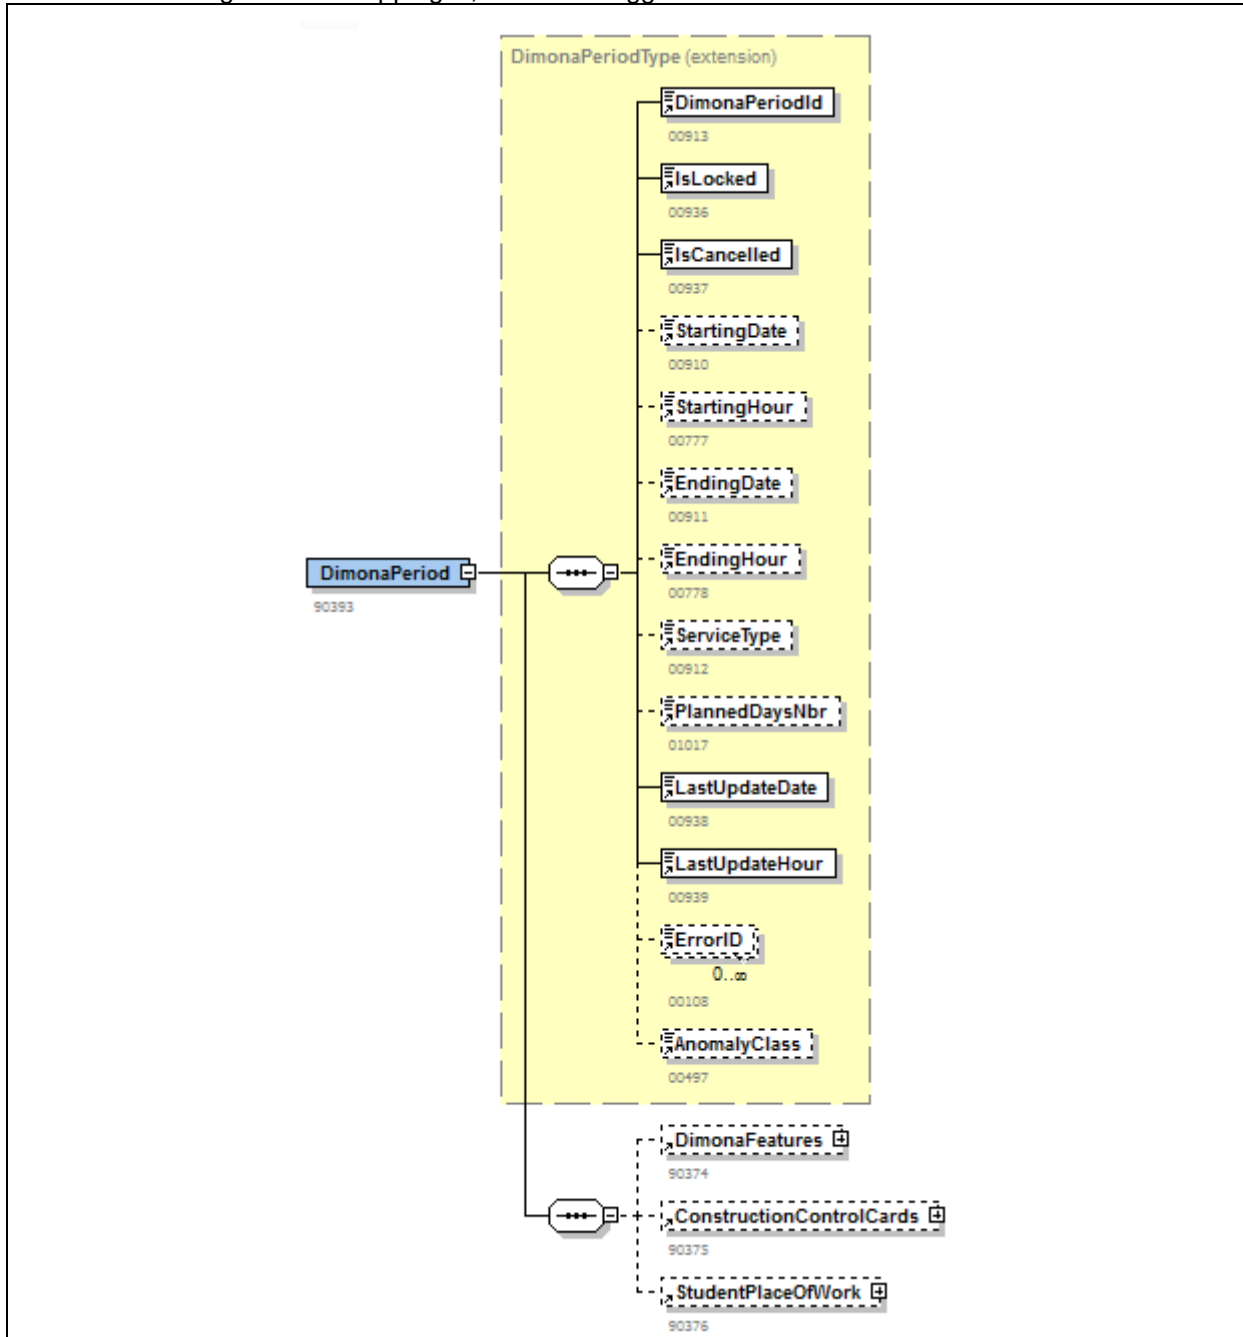 DimonaPeriodType (extension)
DimonaPeriodId
00913
IsLocked
00936
IsCancelled
00937
StartingDate
00910
StartingHour
00777
EndingDate
00911
EndingHour
00778
DimonaPeriod
90393
ServiceType
00912
PlannedDaysNbr
01017
LastUpdateDate
00938
LastUpdateHour
00939
ErrorID
0..∞
00108
AnomalyClass
00497
DimonaFeatures
90374
ConstructionControlCards
90375
StudentPlaceOfWork
90376